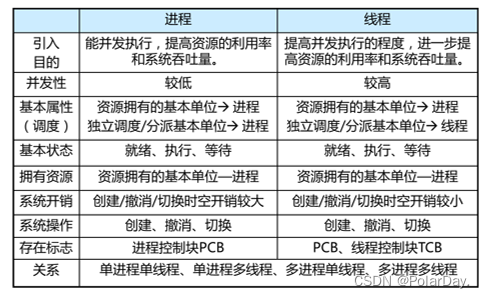 进程 线程
引入
目的
能并发执行，提高资源的利用率
和系统吞吐量。
提高并发执行的程度，进一步提
高资源的利用率和系统吞吐量。
并发性 较低 较高
基本属性
（调度）
资源拥有的基本单位→进程
独立调度/分派基本单位→进程
资源拥有的基本单位→进程
独立调度/分派基本单位→线程
基本状态 就绪、执行、等待 就绪、执行、等待
拥有资源 资源拥有的基本单位—进程 资源拥有的基本单位—进程
系统开销 创建/撤消/切换时空开销较大 创建/撤消/切换时空开销较小
系统操作 创建、撤消、切换 创建、撤消、切换
存在标志 进程控制块PCB PCB、线程控制块TCB
关系 单进程单线程、单进程多线程、多进程单线程、多进程多线程
CSDN @PolarDay.